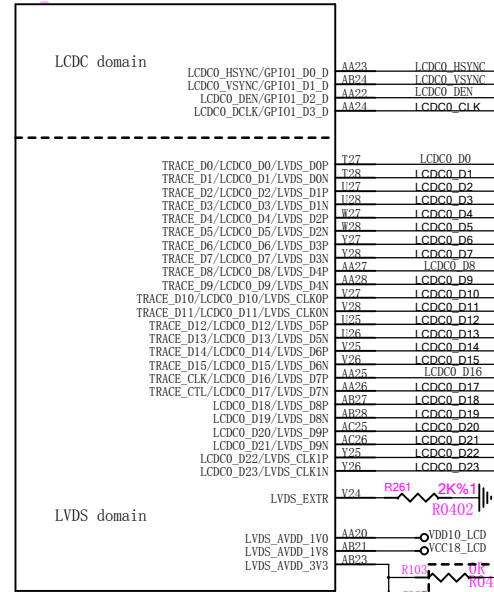 LCDC domain
LCDC0_HSYNC/GPIO1_D0_D AA23 LCDC0_HSYNC
LCDC0_VSYNC/GPIO1_D1_D AB24 LCDC0_VSYNC
LCDC0_DEN/GPIO1_D2_D AA22 LCDC0_DEN
LCDC0_DCLK/GPIO1_D3_D AA24 LCDC0_CLK
TRACE_D0/LCDC0_D0/LVDS_D0P T27 LCDC0_D0
TRACE_D1/LCDC0_D1/LVDS_D0N T28 LCDC0_D1
TRACE_D2/LCDC0_D2/LVDS_D1P U27 LCDC0_D2
TRACE_D3/LCDC0_D3/LVDS_D1N U28 LCDC0_D3
TRACE_D4/LCDC0_D4/LVDS_D2P W27 LCDC0_D4
TRACE_D5/LCDC0_D5/LVDS_D2N W28 LCDC0_D5
TRACE_D6/LCDC0_D6/LVDS_D3P Y27 LCDC0_D6
TRACE_D7/LCDC0_D7/LVDS_D3N Y28 LCDC0_D7
TRACE_D8/LCDC0_D8/LVDS_D4P AA27 LCDC0_D8
TRACE_D9/LCDC0_D9/LVDS_D4N AA28 LCDC0_D9
TRACE_D10/LCDC0_D10/LVDS_CLK0P V27 LCDC0_D10
TRACE_D11/LCDC0_D11/LVDS_CLK0N V28 LCDC0_D11
TRACE_D12/LCDC0_D12/LVDS_D5P U25 LCDC0_D12
TRACE_D13/LCDC0_D13/LVDS_D5N U26 LCDC0_D13
TRACE_D14/LCDC0_D14/LVDS_D6P V25 LCDC0_D14
TRACE_D15/LCDC0_D15/LVDS_D6N V26 LCDC0_D15
TRACE_CLK/LCDC0_D16/LVDS_D7P AA25 LCDC0_D16
TRACE_CTL/LCDC0_D17/LVDS_D7N AA26 LCDC0_D17
LCDC0_D18/LVDS_D8P AB27 LCDC0_D18
LCDC0_D19/LVDS_D8N AB28 LCDC0_D19
LCDC0_D20/LVDS_D9P AC25 LCDC0_D20
LCDC0_D21/LVDS_D9N AC26 LCDC0_D21
LCDC0_D22/LVDS_CLK1P Y25 LCDC0_D22
LCDC0_D23/LVDS_CLK1N Y26 LCDC0_D23
LVDS_EXTR V24 R261 2K%1
R0402
LVDS domain
LVDS_AVDD_1V0 AA20 VDD10_LCD
LVDS_AVDD_1V8 AB21 VCC18_LCD
LVDS_AVDD_3V3 AB23
R103 0R
R04